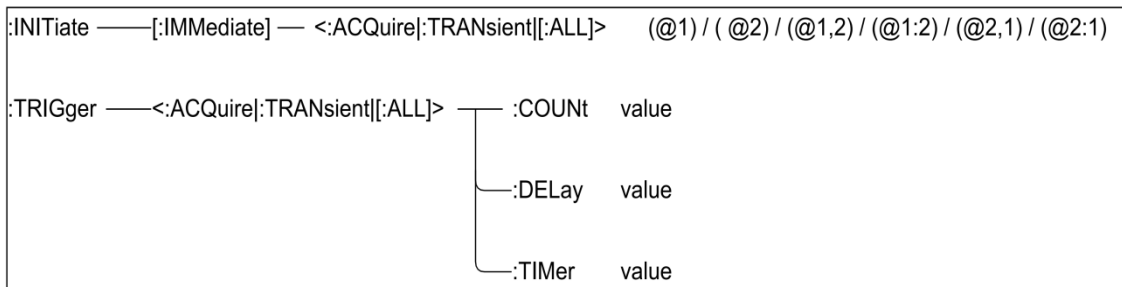 :INITiate [:IMMediate] <:ACQuire|:TRANsient|[:ALL]> (@1) / ( @2) / (@1,2) / (@1:2) / (@2,1) / (@2:1)
:TRIGger <:ACQuire|:TRANsient|[:ALL]> :COUNt value
:DELay value
:TIMer value